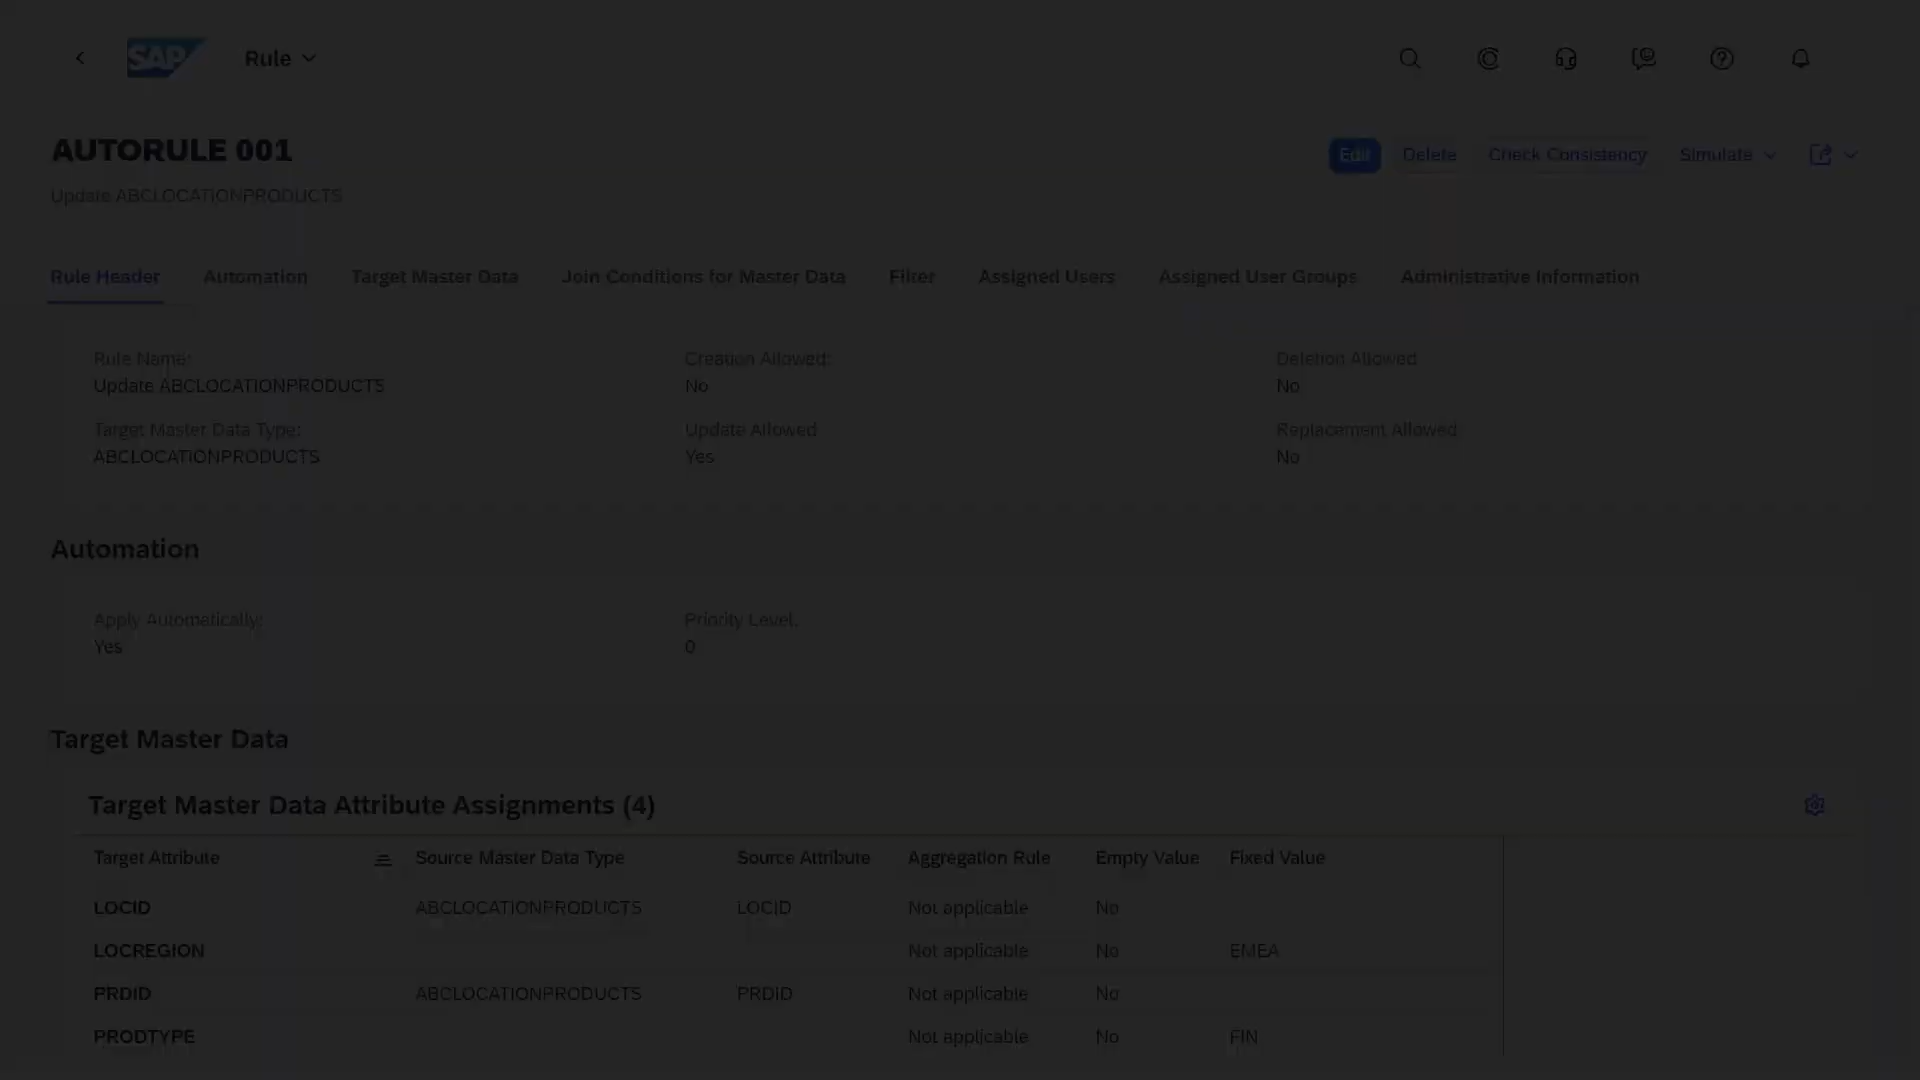 SAP Rule
AUTORULE 001
Edit Delete Check Consistency Simulate
Update ABCLOCATIONPRODUCTS
Rule Header Automation Target Master Data Join Conditions for Master Data Filter Assigned Users Assigned User Groups Administrative Information
Rule Name: Creation Allowed: Deletion Allowed:
Update ABCLOCATIONPRODUCTS No No
Target Master Data Type: Update Allowed: Replacement Allowed:
ABCLOCATIONPRODUCTS Yes No
Automation
Apply Automatically: Priority Level:
Yes 0
Target Master Data
Target Master Data Attribute Assignments (4)
Target Attribute Source Master Data Type Source Attribute Aggregation Rule Empty Value Fixed Value
LOCID ABCLOCATIONPRODUCTS LOCID Not applicable No
LOCREGION Not applicable No EMEA
PRDID ABCLOCATIONPRODUCTS PRDID Not applicable No
PRODTYPE Not applicable No FIN